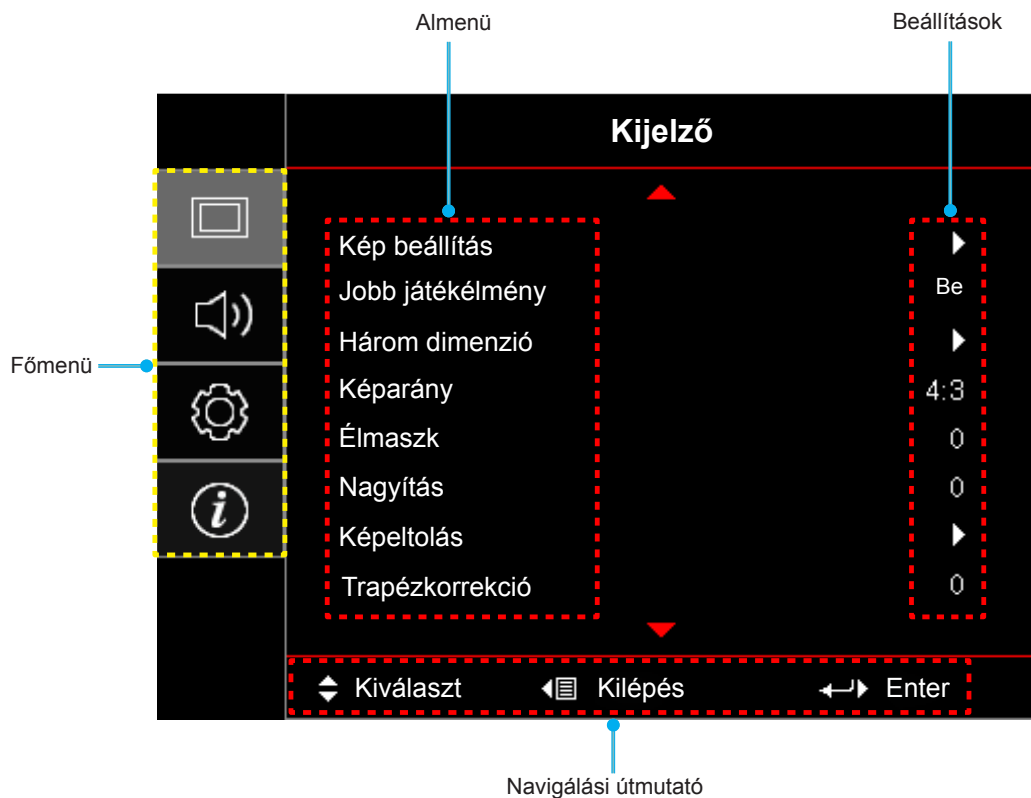 Almenü
Beállítások
Kijelző
Kép beállítás
Jobb játékélmény Be
Három dimenzió
Főmenü
Képarány 4:3
Élmaszk 0
Nagyítás 0
Képeltolás
Trapézkorrekció 0
Kiválaszt Kilépés Enter
Navigálási útmutató